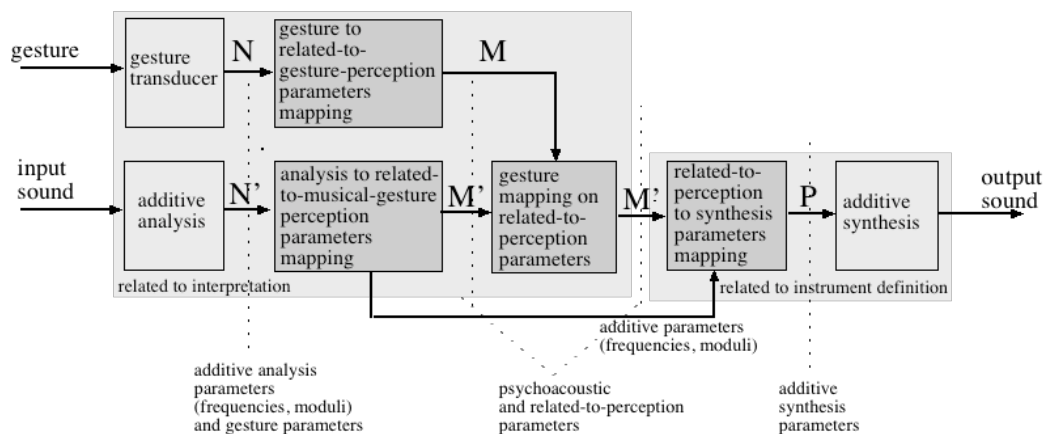 gesture
gesture
transducer
N
gesture to
related-to-
gesture-perception
parameters
mapping
M
input
sound
additive
analysis
N'
analysis to related-
to-musical-gesture
perception
parameters
mapping
M'
gesture
mapping on
related-to-
perception
parameters
M'
related-to-
perception
to synthesis
parameters
mapping
P
additive
synthesis
output
sound
related to interpretation
related to instrument definition
additive parameters
(frequencies, moduli)
additive analysis
parameters
(frequencies, moduli)
and gesture parameters
psychoacoustic
and related-to-perception
parameters
additive
synthesis
parameters